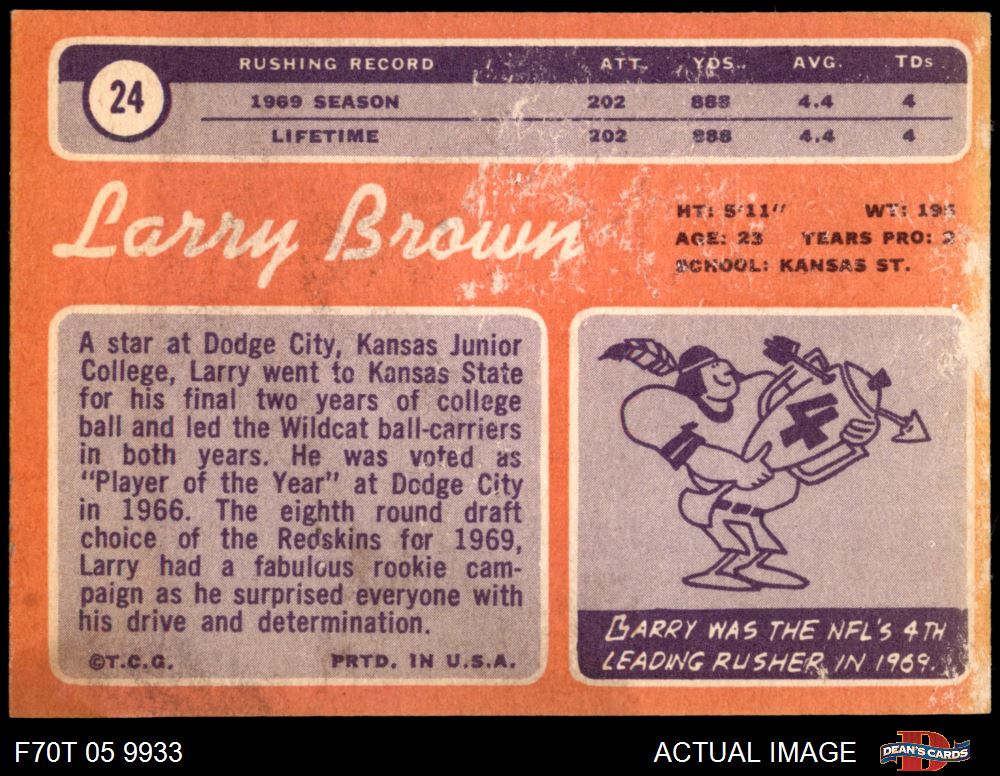 24
RUSHING RECORD ATT. YDS. AVG. TDs
1969 SEASON 202 888 4.4 4
LIFETIME 202 888 4.4 4
Larry Brown
HT: 5'11" WT: 195
AGE: 23 YEARS PRO: 2
SCHOOL: KANSAS ST.
A star at Dodge City, Kansas Junior
College, Larry went to Kansas State
for his final two years of college
ball and led the Wildcat ball-carriers
in both years. He was voted as
"Player of the Year" at Dodge City
in 1966. The eighth round draft
choice of the Redskins for 1969,
Larry had a fabulous rookie cam-
paign as he surprised everyone with
his drive and determination.
©T.C.G. PRTD. IN U.S.A.
4
LARRY WAS THE NFL'S 4TH
LEADING RUSHER IN 1969.
F70T 05 9933 ACTUAL IMAGE
D
DEAN'S CARDS